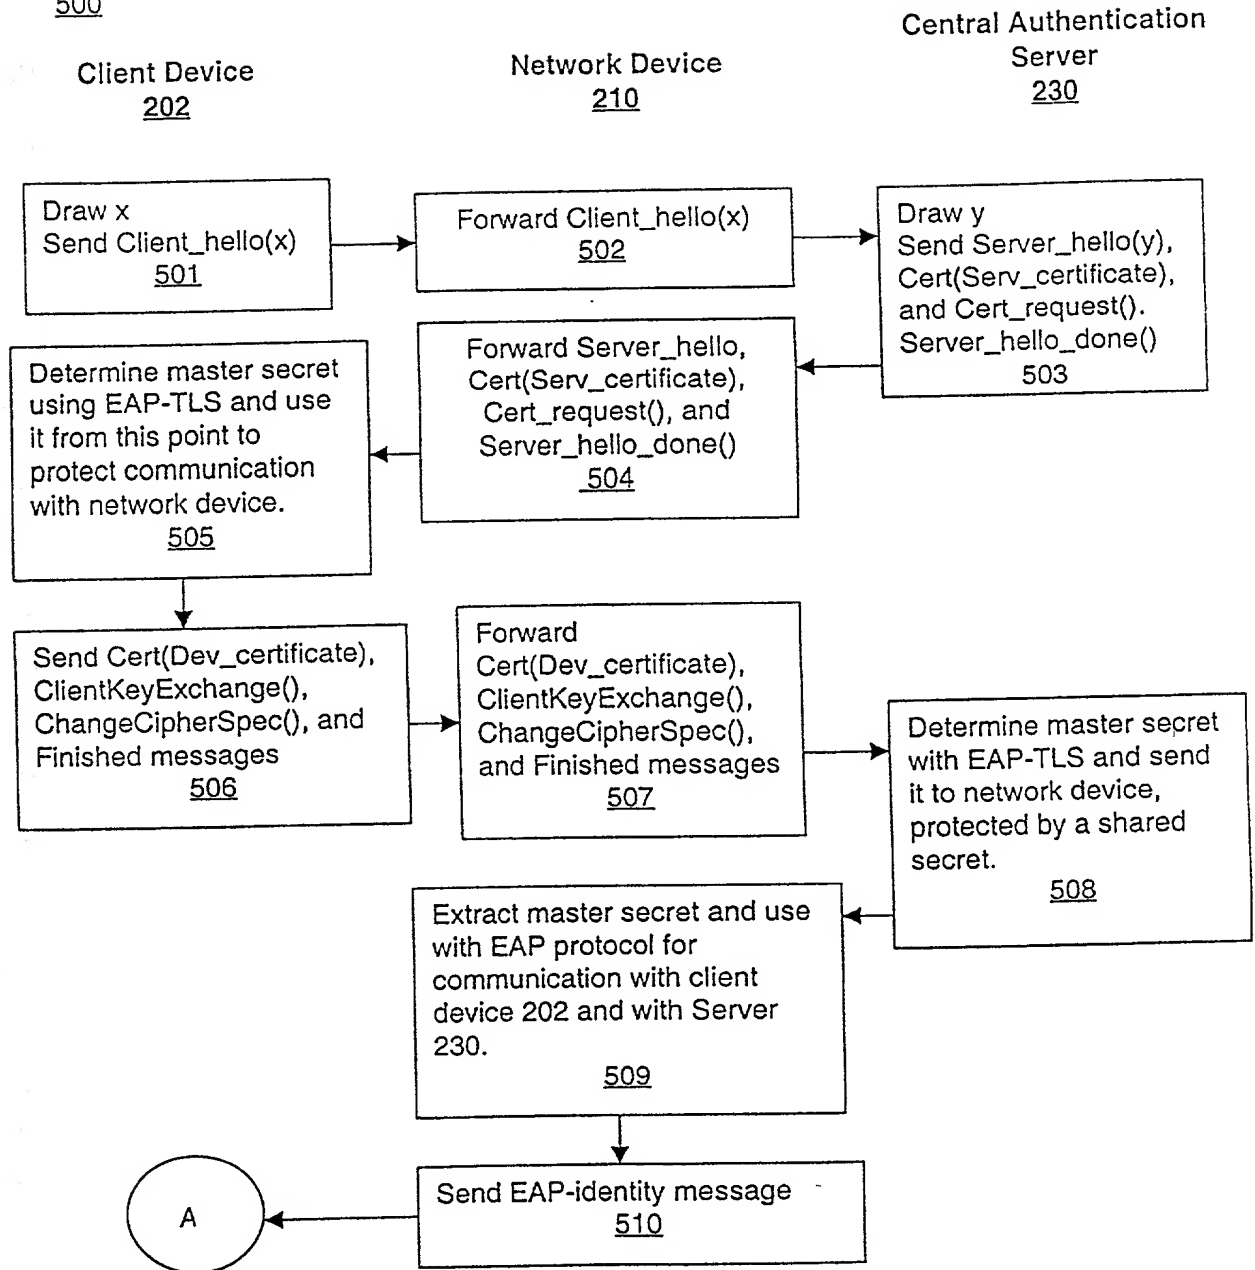 500
Client Device
202
Network Device
210
Central Authentication
Server
230
Draw x
Send Client_hello(x)
501
Forward Client_hello(x)
502
Draw y
Send Server_hello(y),
Cert(Serv_certificate),
and Cert_request().
Server_hello_done()
503
Forward Server_hello,
Cert(Serv_certificate),
Cert_request(), and
Server_hello_done()
504
Determine master secret
using EAP-TLS and use
it from this point to
protect communication
with network device.
505
Send Cert(Dev_certificate),
ClientKeyExchange(),
ChangeCipherSpec(), and
Finished messages
506
Forward
Cert(Dev_certificate),
ClientKeyExchange(),
ChangeCipherSpec(),
and Finished messages
507
Determine master secret
with EAP-TLS and send
it to network device,
protected by a shared
secret.
508
Extract master secret and use
with EAP protocol for
communication with client
device 202 and with Server
230.
509
Send EAP-identity message
510
A